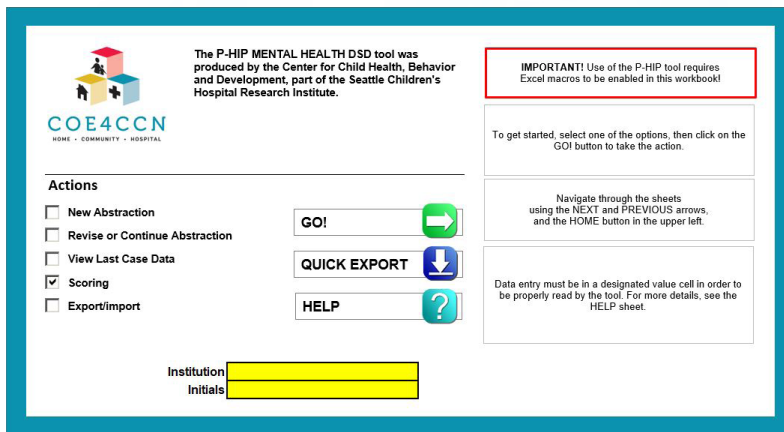 The P-HIP MENTAL HEALTH DSD tool was
produced by the Center for Child Health, Behavior
and Development, part of the Seattle Children's
Hospital Research Institute.
COE4CCN
HOME • COMMUNITY • HOSPITAL
IMPORTANT! Use of the P-HIP tool requires
Excel macros to be enabled in this workbook!
To get started, select one of the options, then click on the
GO! button to take the action.
Navigate through the sheets
using the NEXT and PREVIOUS arrows,
and the HOME button in the upper left.
Data entry must be in a designated value cell in order to
be properly read by the tool. For more details, see the
HELP sheet.
Actions
New Abstraction
Revise or Continue Abstraction
View Last Case Data
Scoring
Export/import
GO!
QUICK EXPORT
HELP
?
Institution
Initials